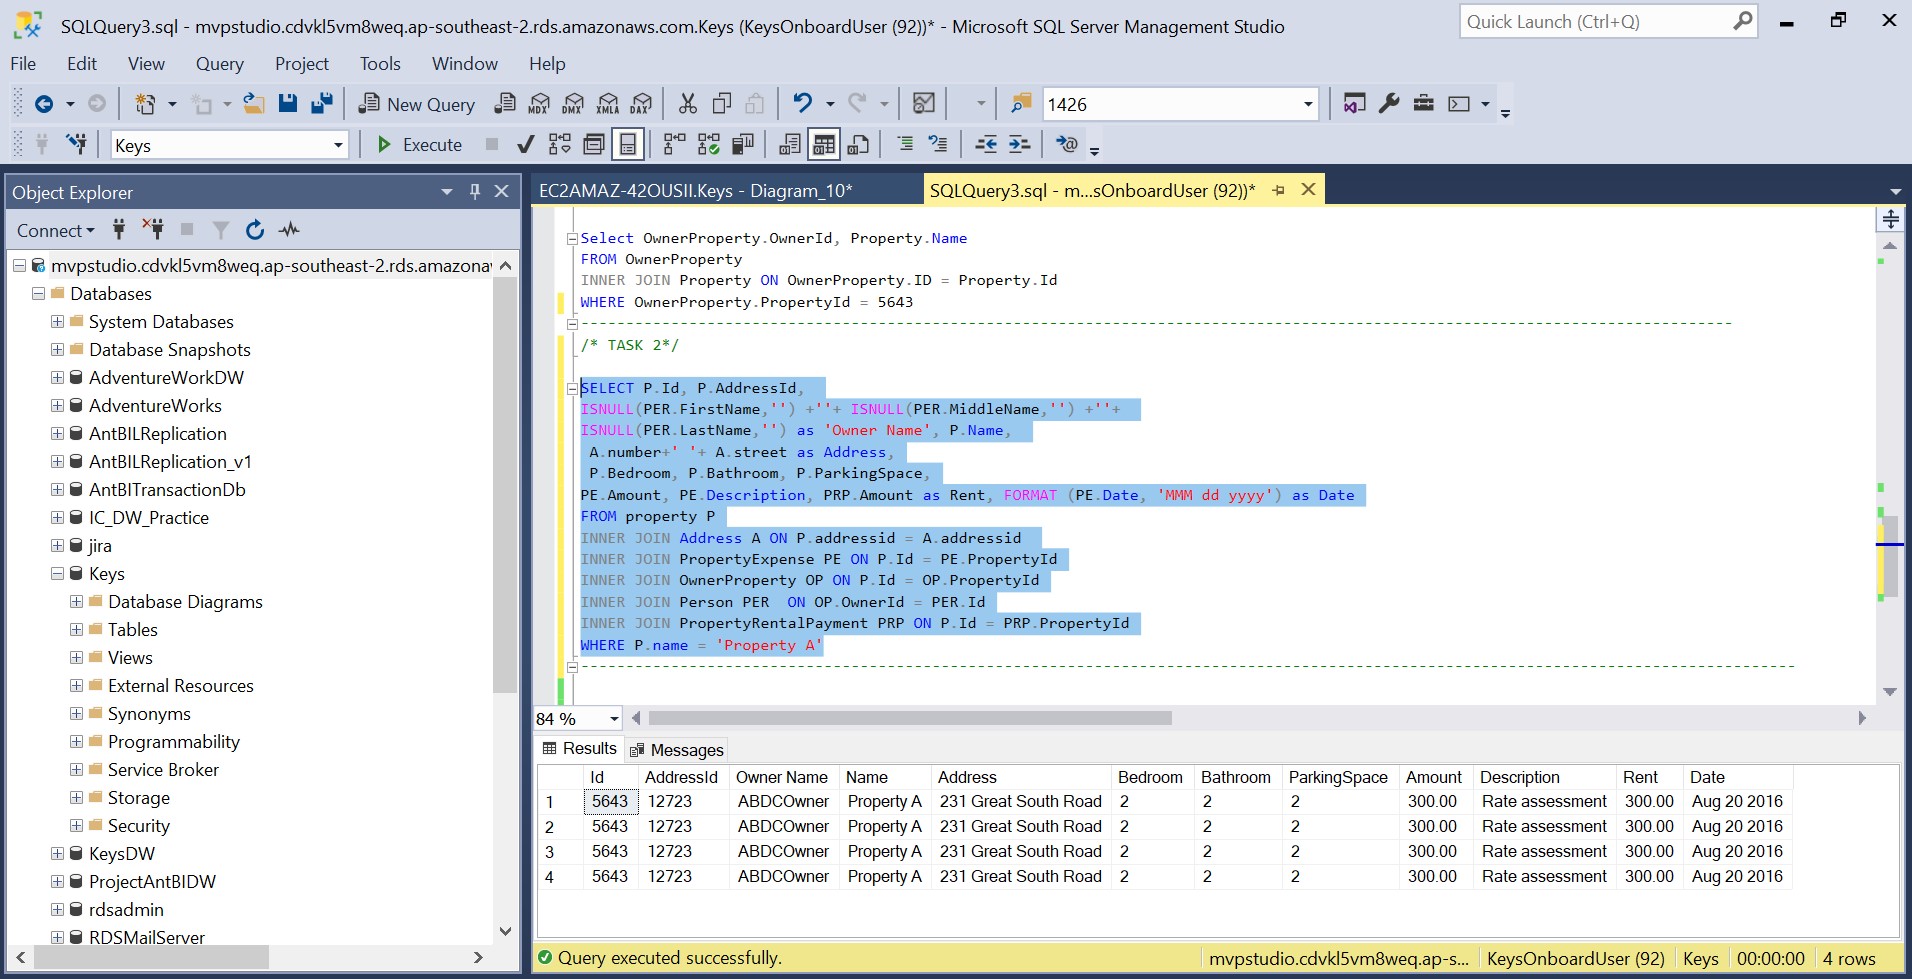 SQLQuery3.sql - mvpstudio.cdvkl5vm8weq.ap-southeast-2.rds.amazonaws.com.Keys (KeysOnboardUser (92))* - Microsoft SQL Server Management Studio
Quick Launch (Ctrl+Q)
File Edit View Query Project Tools Window Help
New Query MDX DMX XMLA DAX 1426
Keys Execute
Object Explorer
Connect
mvpstudio.cdvkl5vm8weq.ap-southeast-2.rds.amazona
Databases
System Databases
Database Snapshots
AdventureWorkDW
AdventureWorks
AntBILReplication
AntBILReplication_v1
AntBITransactionDb
IC_DW_Practice
jira
Keys
Database Diagrams
Tables
Views
External Resources
Synonyms
Programmability
Service Broker
Storage
Security
KeysDW
ProjectAntBIDW
rdsadmin
RDSMailServer
EC2AMAZ-42OUSII.Keys - Diagram_10*
SQLQuery3.sql - m...sOnboardUser (92))*
Select OwnerProperty.OwnerId, Property.Name
FROM OwnerProperty
INNER JOIN Property ON OwnerProperty.ID = Property.Id
WHERE OwnerProperty.PropertyId = 5643
/* TASK 2*/
SELECT P.Id, P.AddressId,
ISNULL(PER.FirstName,'') +''+ ISNULL(PER.MiddleName,'') +''+
ISNULL(PER.LastName,'') as 'Owner Name', P.Name,
A.number+' '+ A.street as Address,
P.Bedroom, P.Bathroom, P.ParkingSpace,
PE.Amount, PE.Description, PRP.Amount as Rent, FORMAT (PE.Date, 'MMM dd yyyy') as Date
FROM property P
INNER JOIN Address A ON P.addressid = A.addressid
INNER JOIN PropertyExpense PE ON P.Id = PE.PropertyId
INNER JOIN OwnerProperty OP ON P.Id = OP.PropertyId
INNER JOIN Person PER  ON OP.OwnerId = PER.Id
INNER JOIN PropertyRentalPayment PRP ON P.Id = PRP.PropertyId
WHERE P.name = 'Property A'
84 %
Results Messages
Id AddressId Owner Name Name Address Bedroom Bathroom ParkingSpace Amount Description Rent Date
1 5643 12723 ABDCOwner Property A 231 Great South Road 2 2 2 300.00 Rate assessment 300.00 Aug 20 2016
2 5643 12723 ABDCOwner Property A 231 Great South Road 2 2 2 300.00 Rate assessment 300.00 Aug 20 2016
3 5643 12723 ABDCOwner Property A 231 Great South Road 2 2 2 300.00 Rate assessment 300.00 Aug 20 2016
4 5643 12723 ABDCOwner Property A 231 Great South Road 2 2 2 300.00 Rate assessment 300.00 Aug 20 2016
Query executed successfully.
mvpstudio.cdvkl5vm8weq.ap-s... KeysOnboardUser (92) Keys 00:00:00 4 rows